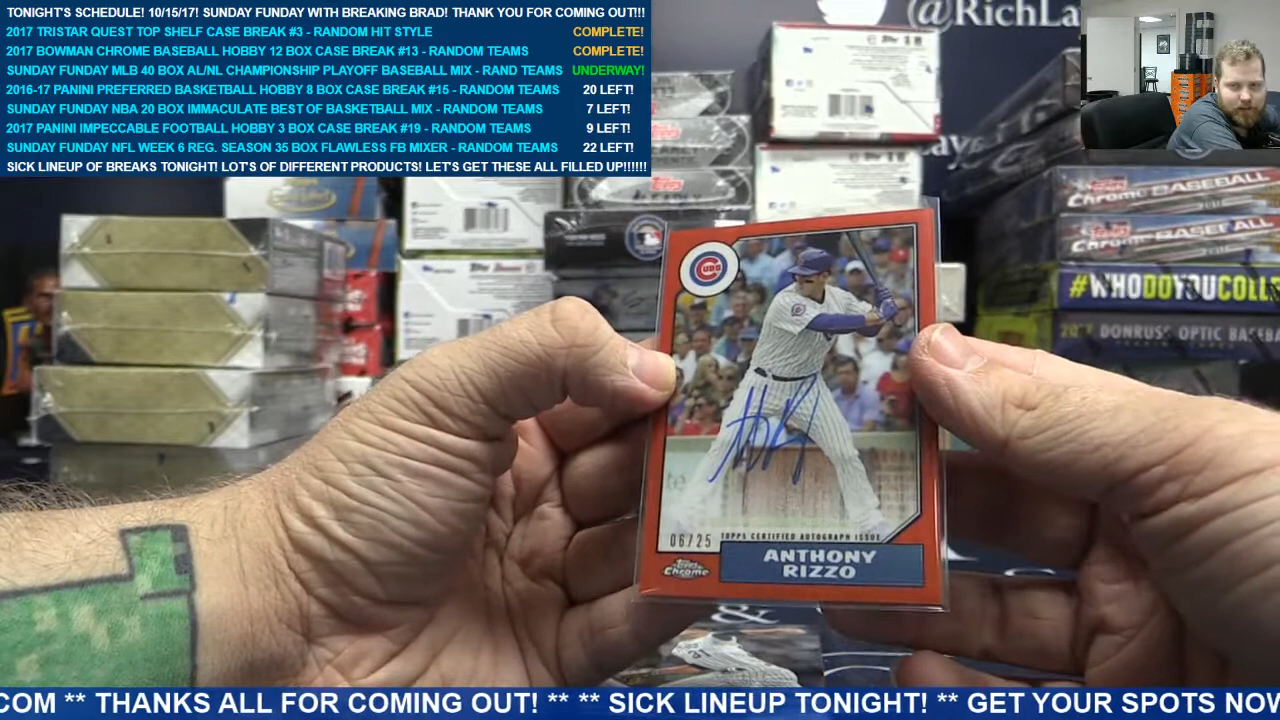 TONIGHT'S SCHEDULE! 10/15/17! SUNDAY FUNDAY WITH BREAKING BRAD! THANK YOU FOR COMING OUT!!!
2017 TRISTAR QUEST TOP SHELF CASE BREAK #3 - RANDOM HIT STYLE COMPLETE!
2017 BOWMAN CHROME BASEBALL HOBBY 12 BOX CASE BREAK #13 - RANDOM TEAMS COMPLETE!
SUNDAY FUNDAY MLB 40 BOX AL/NL CHAMPIONSHIP PLAYOFF BASEBALL MIX - RAND TEAMS UNDERWAY!
2016-17 PANINI PREFERRED BASKETBALL HOBBY 8 BOX CASE BREAK #15 - RANDOM TEAMS 20 LEFT!
SUNDAY FUNDAY NBA 20 BOX IMMACULATE BEST OF BASKETBALL MIX - RANDOM TEAMS 7 LEFT!
2017 PANINI IMPECCABLE FOOTBALL HOBBY 3 BOX CASE BREAK #19 - RANDOM TEAMS 9 LEFT!
SUNDAY FUNDAY NFL WEEK 6 REG. SEASON 35 BOX FLAWLESS FB MIXER - RANDOM TEAMS 22 LEFT!
SICK LINEUP OF BREAKS TONIGHT! LOT'S OF DIFFERENT PRODUCTS! LET'S GET THESE ALL FILLED UP!!!!!!
@RichLa
Topps
Chrome BASEBALL
Topps
Chrome BASEBALL
#WHODOYOUCOLL
2017 DONRUSS OPTIC BASEBA
CUBS
06/25 TOPPS CERTIFIED AUTOGRAPH ISSUE
Topps Chrome
ANTHONY
RIZZO
&
COM ** THANKS ALL FOR COMING OUT! ** ** SICK LINEUP TONIGHT! ** GET YOUR SPOTS NOW